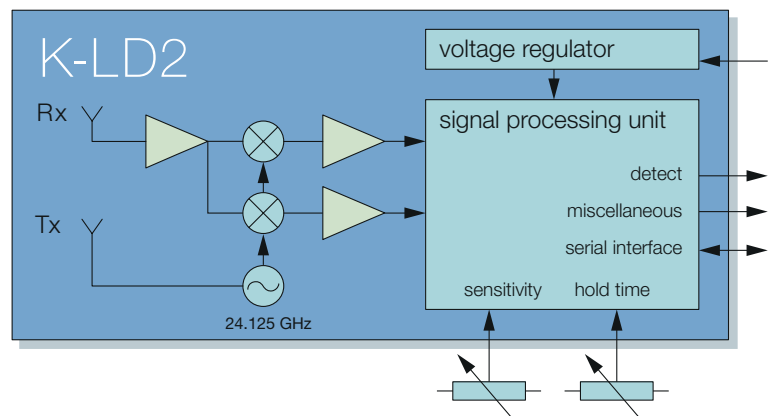 K-LD2
voltage regulator
Rx
signal processing unit
detect
miscellaneous
Tx
serial interface
sensitivity hold time
24.125 GHz